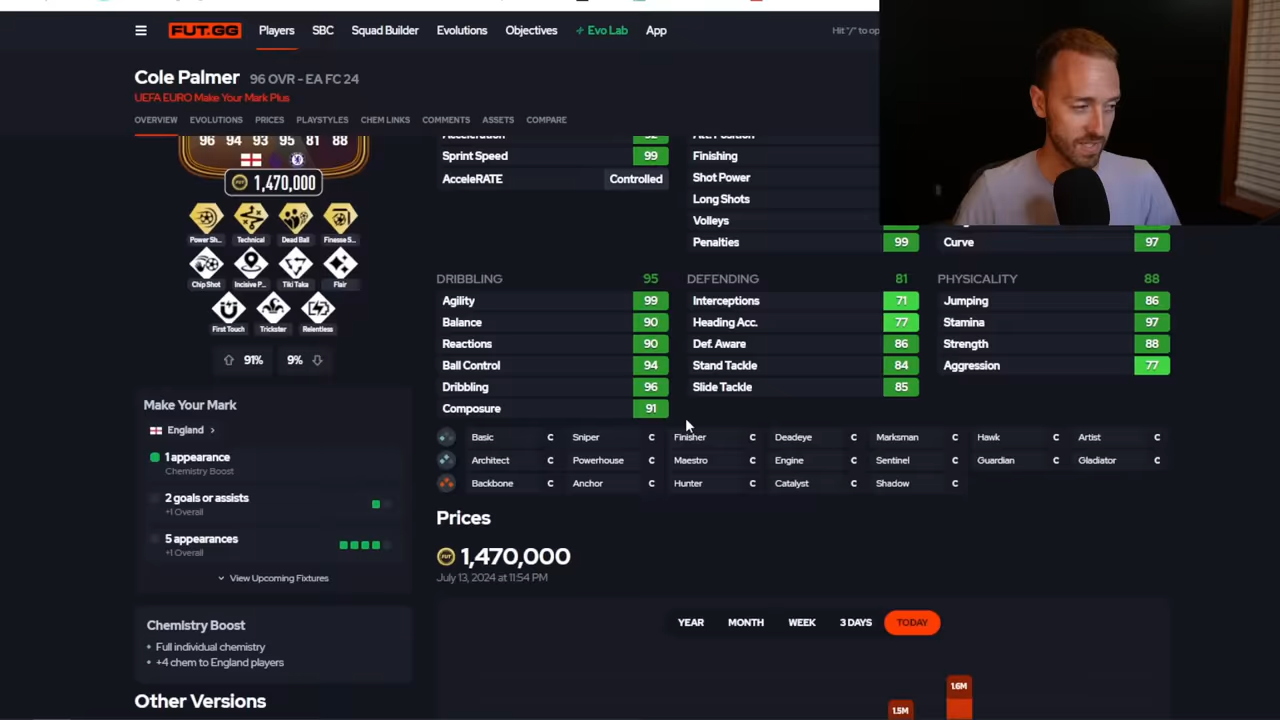 FUT.GG Players SBC Squad Builder Evolutions Objectives + Evo Lab App Hit "/" to op
Cole Palmer 96 OVR - EA FC 24
UEFA EURO Make Your Mark Plus
OVERVIEW EVOLUTIONS PRICES PLAYSTYLES CHEM LINKS COMMENTS ASSETS COMPARE
96 94 93 95 81 88
1,470,000
Power Sh... Technical Dead Ball Finesse S...
Chip Shot Incisive P... Tiki Taka Flair
First Touch Trickster Relentless
91% 9%
Make Your Mark
England
1 appearance
Chemistry Boost
2 goals or assists
+1 Overall
5 appearances
+1 Overall
View Upcoming Fixtures
Chemistry Boost
• Full individual chemistry
• +4 chem to England players
Other Versions
Sprint Speed 99
AcceleRATE Controlled
Finishing
Shot Power
Long Shots
Volleys
Penalties 99
Curve 97
DRIBBLING 95
Agility 99
Balance 90
Reactions 90
Ball Control 94
Dribbling 96
Composure 91
DEFENDING 81
Interceptions 71
Heading Acc. 77
Def. Aware 86
Stand Tackle 84
Slide Tackle 85
PHYSICALITY 88
Jumping 86
Stamina 97
Strength 88
Aggression 77
Basic C Sniper C Finisher C Deadeye C Marksman C Hawk C Artist C
Architect C Powerhouse C Maestro C Engine C Sentinel C Guardian C Gladiator C
Backbone C Anchor C Hunter C Catalyst C Shadow C
Prices
FUT 1,470,000
July 13, 2024 at 11:54 PM
YEAR MONTH WEEK 3 DAYS TODAY
1.6M
1.5M